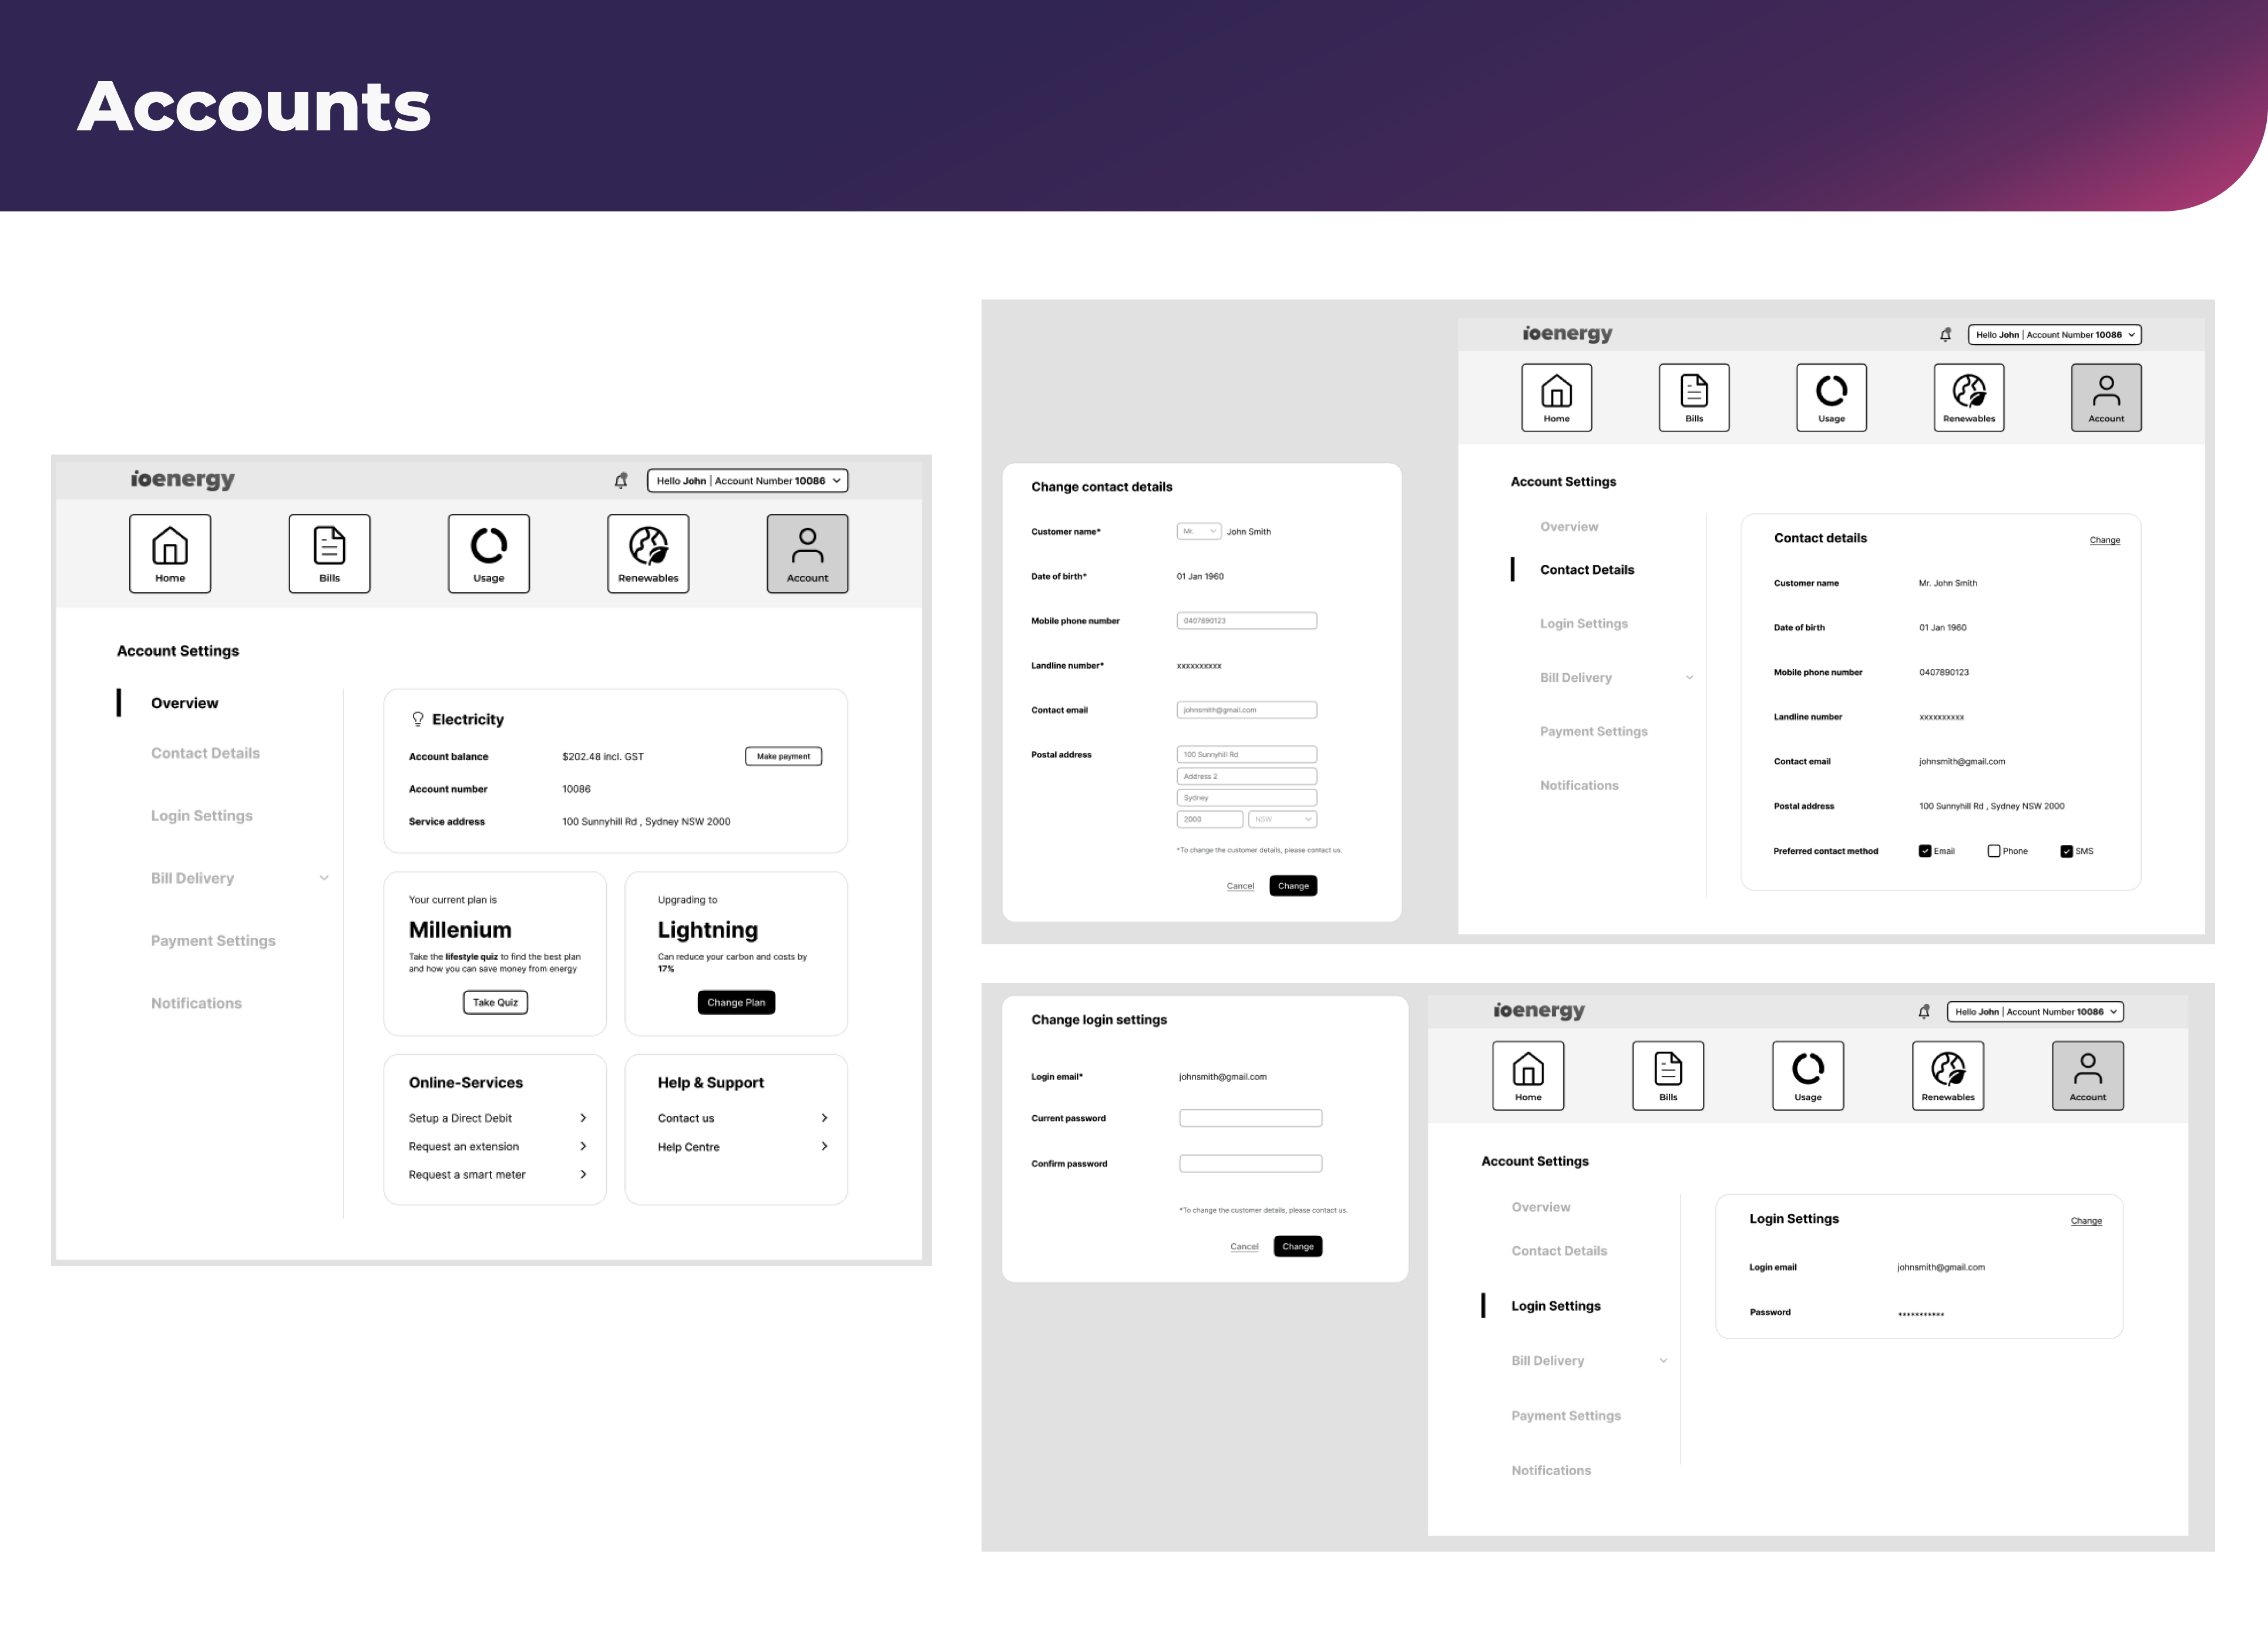 Accounts
ioenergy
Hello John | Account Number 10086
Home
Bills
Usage
Renewables
Account
Account Settings
Overview
Contact Details
Login Settings
Bill Delivery
Payment Settings
Notifications
Electricity
Account balance $202.48 incl. GST Make payment
Account number 10086
Service address 100 Sunnyhill Rd , Sydney NSW 2000
Your current plan is
Millenium
Take the lifestyle quiz to find the best plan
and how you can save money from energy
Take Quiz
Upgrading to
Lightning
Can reduce your carbon and costs by
17%
Change Plan
Online-Services
Setup a Direct Debit
Request an extension
Request a smart meter
Help & Support
Contact us
Help Centre
Change contact details
Customer name* Mr. John Smith
Date of birth* 01 Jan 1960
Mobile phone number 0407890123
Landline number* xxxxxxxxxx
Contact email johnsmith@gmail.com
Postal address 100 Sunnyhill Rd
Address 2
Sydney
2000 NSW
*To change the customer details, please contact us.
Cancel Change
ioenergy
Hello John | Account Number 10086
Home
Bills
Usage
Renewables
Account
Account Settings
Overview
Contact Details
Login Settings
Bill Delivery
Payment Settings
Notifications
Contact details Change
Customer name Mr. John Smith
Date of birth 01 Jan 1960
Mobile phone number 0407890123
Landline number xxxxxxxxxx
Contact email johnsmith@gmail.com
Postal address 100 Sunnyhill Rd , Sydney NSW 2000
Preferred contact method Email Phone SMS
Change login settings
Login email* johnsmith@gmail.com
Current password
Confirm password
*To change the customer details, please contact us.
Cancel Change
ioenergy
Hello John | Account Number 10086
Home
Bills
Usage
Renewables
Account
Account Settings
Overview
Contact Details
Login Settings
Bill Delivery
Payment Settings
Notifications
Login Settings Change
Login email johnsmith@gmail.com
Password ***********